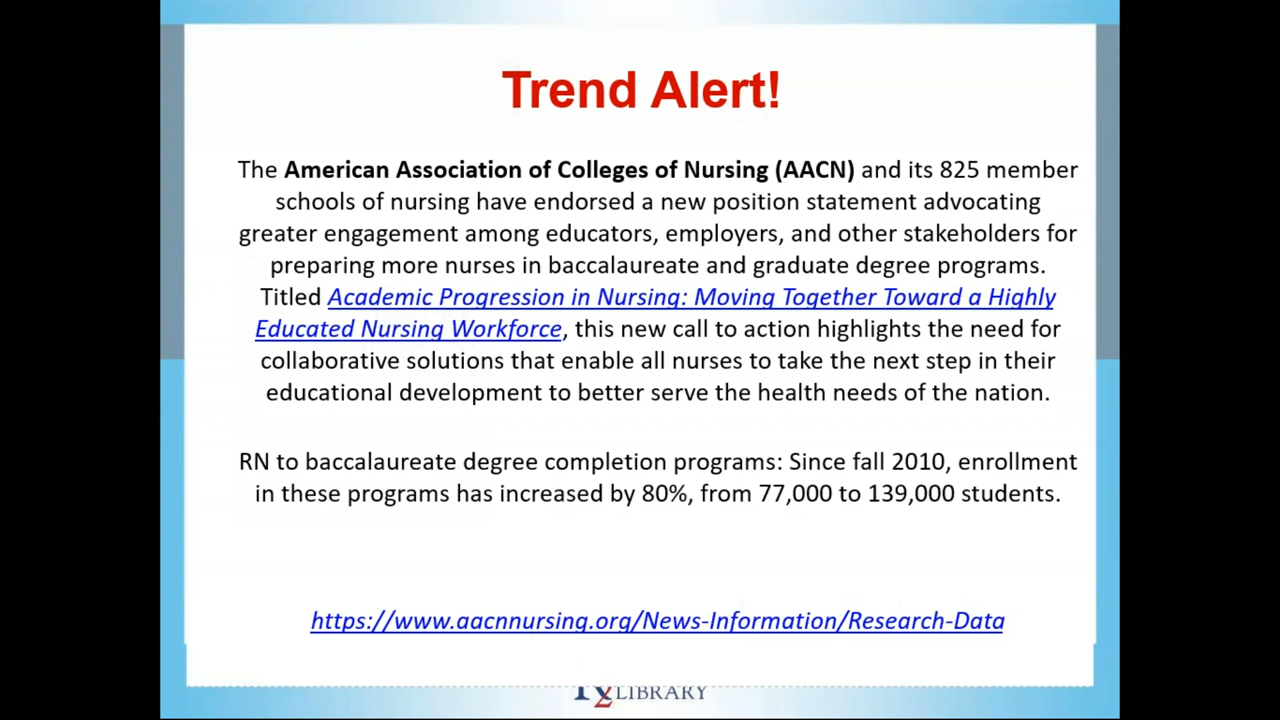 Trend Alert!
The American Association of Colleges of Nursing (AACN) and its 825 member
schools of nursing have endorsed a new position statement advocating
greater engagement among educators, employers, and other stakeholders for
preparing more nurses in baccalaureate and graduate degree programs.
Titled Academic Progression in Nursing: Moving Together Toward a Highly
Educated Nursing Workforce, this new call to action highlights the need for
collaborative solutions that enable all nurses to take the next step in their
educational development to better serve the health needs of the nation.
RN to baccalaureate degree completion programs: Since fall 2010, enrollment
in these programs has increased by 80%, from 77,000 to 139,000 students.
https://www.aacnnursing.org/News-Information/Research-Data
LIBRARY